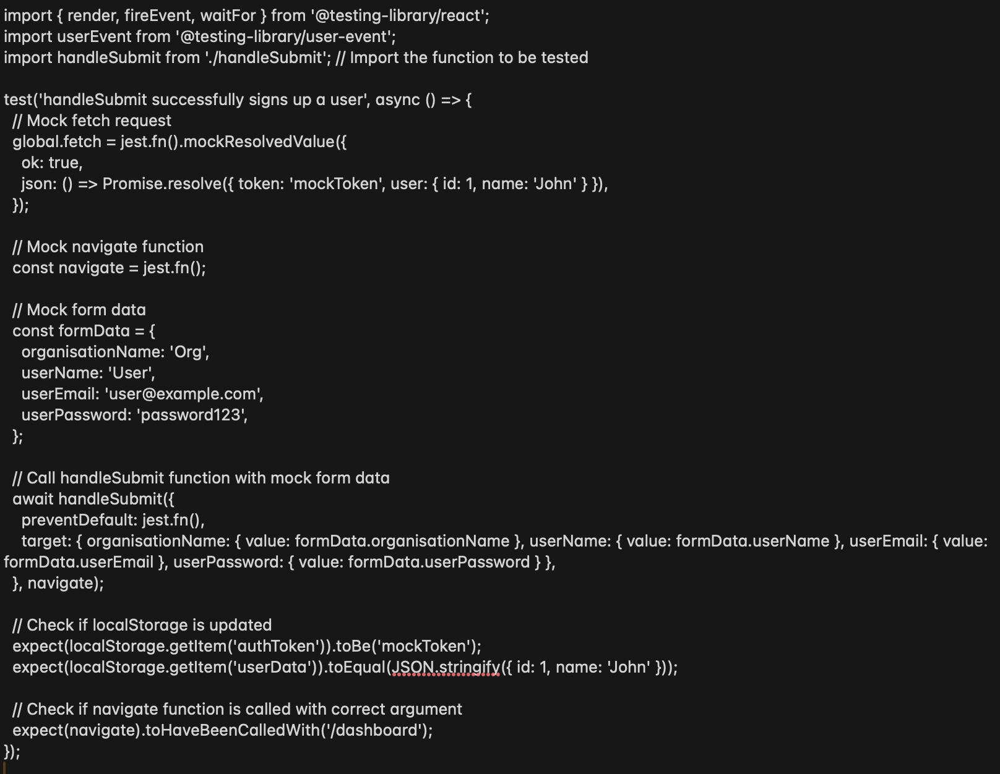 import { render, fireEvent, waitFor } from '@testing-library/react';
import userEvent from '@testing-library/user-event';
import handleSubmit from './handleSubmit'; // Import the function to be tested

test('handleSubmit successfully signs up a user', async () => {
  // Mock fetch request
  global.fetch = jest.fn().mockResolvedValue({
    ok: true,
    json: () => Promise.resolve({ token: 'mockToken', user: { id: 1, name: 'John' } }),
  });

  // Mock navigate function
  const navigate = jest.fn();

  // Mock form data
  const formData = {
    organisationName: 'Org',
    userName: 'User',
    userEmail: 'user@example.com',
    userPassword: 'password123',
  };

  // Call handleSubmit function with mock form data
  await handleSubmit({
    preventDefault: jest.fn(),
    target: { organisationName: { value: formData.organisationName }, userName: { value: formData.userName }, userEmail: { value:
formData.userEmail }, userPassword: { value: formData.userPassword } },
  }, navigate);

  // Check if localStorage is updated
  expect(localStorage.getItem('authToken')).toBe('mockToken');
  expect(localStorage.getItem('userData')).toEqual(JSON.stringify({ id: 1, name: 'John' }));

  // Check if navigate function is called with correct argument
  expect(navigate).toHaveBeenCalledWith('/dashboard');
});